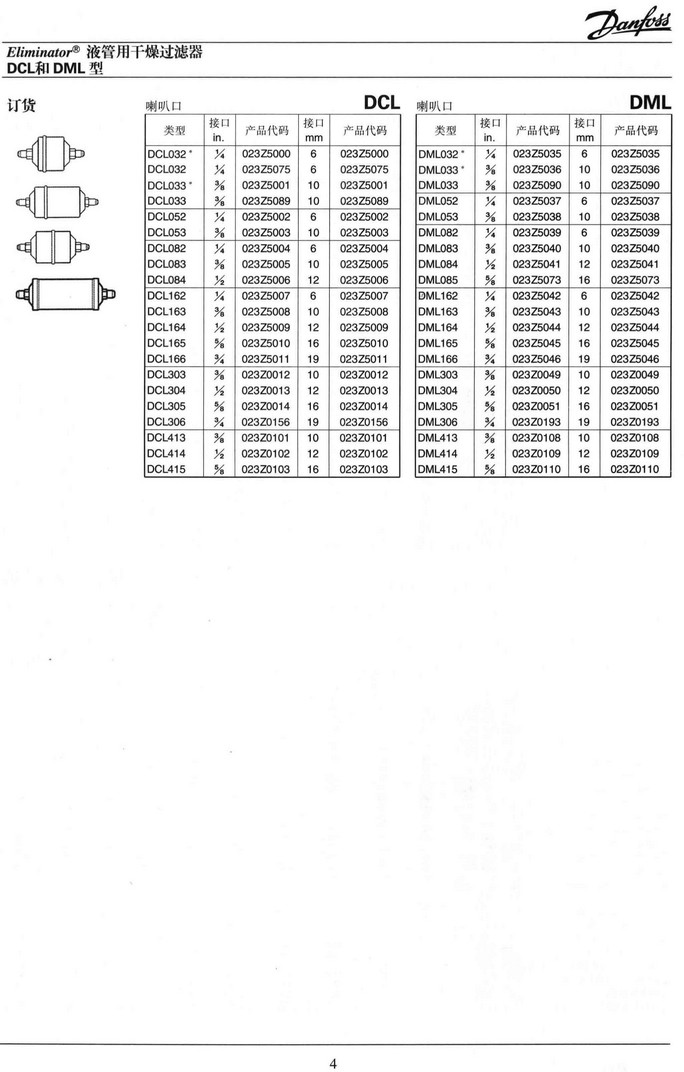 Danfoss
Eliminator® 液管用干燥过滤器
DCL和 DML 型
订货
喇叭口 DCL
类型 接口 in. 产品代码 接口 mm 产品代码
DCL032 * ¼ 023Z5000 6 023Z5000
DCL032 ¼ 023Z5075 6 023Z5075
DCL033 * ⅜ 023Z5001 10 023Z5001
DCL033 ⅜ 023Z5089 10 023Z5089
DCL052 ¼ 023Z5002 6 023Z5002
DCL053 ⅜ 023Z5003 10 023Z5003
DCL082 ¼ 023Z5004 6 023Z5004
DCL083 ⅜ 023Z5005 10 023Z5005
DCL084 ½ 023Z5006 12 023Z5006
DCL162 ¼ 023Z5007 6 023Z5007
DCL163 ⅜ 023Z5008 10 023Z5008
DCL164 ½ 023Z5009 12 023Z5009
DCL165 ⅝ 023Z5010 16 023Z5010
DCL166 ¾ 023Z5011 19 023Z5011
DCL303 ⅜ 023Z0012 10 023Z0012
DCL304 ½ 023Z0013 12 023Z0013
DCL305 ⅝ 023Z0014 16 023Z0014
DCL306 ¾ 023Z0156 19 023Z0156
DCL413 ⅜ 023Z0101 10 023Z0101
DCL414 ½ 023Z0102 12 023Z0102
DCL415 ⅝ 023Z0103 16 023Z0103
喇叭口 DML
类型 接口 in. 产品代码 接口 mm 产品代码
DML032 * ¼ 023Z5035 6 023Z5035
DML033 * ⅜ 023Z5036 10 023Z5036
DML033 ⅜ 023Z5090 10 023Z5090
DML052 ¼ 023Z5037 6 023Z5037
DML053 ⅜ 023Z5038 10 023Z5038
DML082 ¼ 023Z5039 6 023Z5039
DML083 ⅜ 023Z5040 10 023Z5040
DML084 ½ 023Z5041 12 023Z5041
DML085 ⅝ 023Z5073 16 023Z5073
DML162 ¼ 023Z5042 6 023Z5042
DML163 ⅜ 023Z5043 10 023Z5043
DML164 ½ 023Z5044 12 023Z5044
DML165 ⅝ 023Z5045 16 023Z5045
DML166 ¾ 023Z5046 19 023Z5046
DML303 ⅜ 023Z0049 10 023Z0049
DML304 ½ 023Z0050 12 023Z0050
DML305 ⅝ 023Z0051 16 023Z0051
DML306 ¾ 023Z0193 19 023Z0193
DML413 ⅜ 023Z0108 10 023Z0108
DML414 ½ 023Z0109 12 023Z0109
DML415 ⅝ 023Z0110 16 023Z0110
4